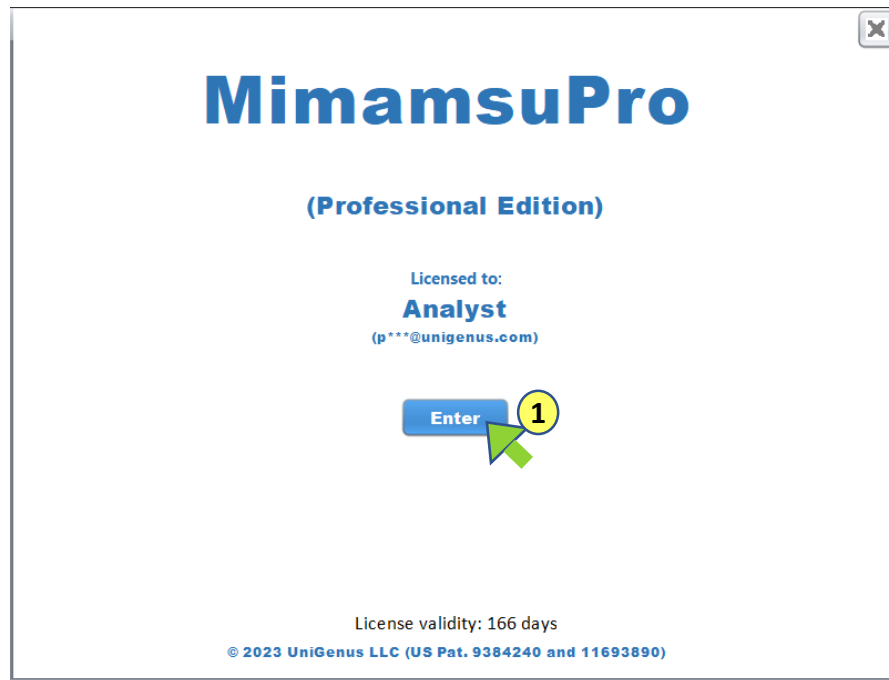 MimamsuPro
(Professional Edition)
Licensed to:
Analyst
(p***@unigenus.com)
Enter
1
License validity: 166 days
© 2023 UniGenus LLC (US Pat. 9384240 and 11693890)